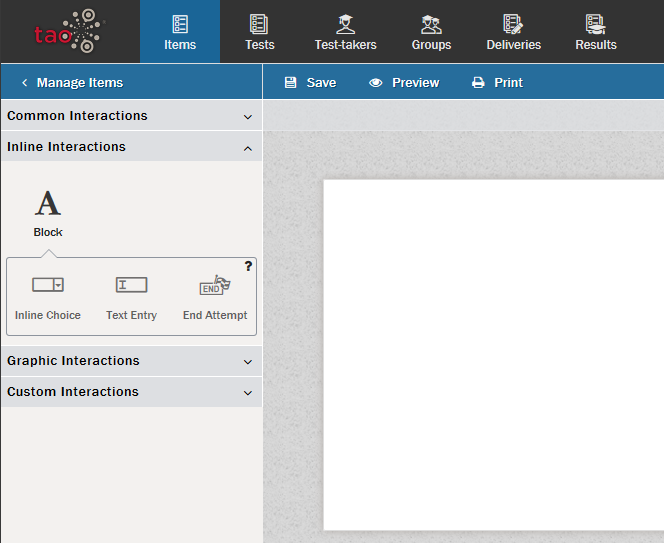 tao
Items
Tests
Test-takers
Groups
Deliveries
Results
Manage Items
Save
Preview
Print
Common Interactions
Inline Interactions
A
Block
?
Inline Choice
Text Entry
END
End Attempt
Graphic Interactions
Custom Interactions